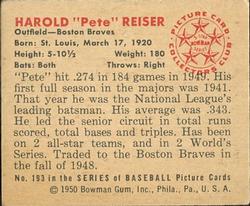 HAROLD "Pete" REISER
Outfield—Boston Braves
Born: St. Louis, March 17, 1920
Height: 5-10½ Weight: 180
Bats: Both Throws: Right
"Pete" hit .274 in 184 games in 1949. His
first full season in the majors was 1941.
That year he was the National League's
leading batsman. His average was .343.
He led the senior circuit in total runs
scored, total bases and triples. Has been
on 2 all-star teams, and in 2 World's
Series. Traded to the Boston Braves in
the fall of 1948.
No. 193 in the SERIES of BASEBALL Picture Cards
©1950 Bowman Gum, Inc., Phila., Pa., U. S. A.
PICTURE CARD
COLLECTORS CLUB
BOWMAN